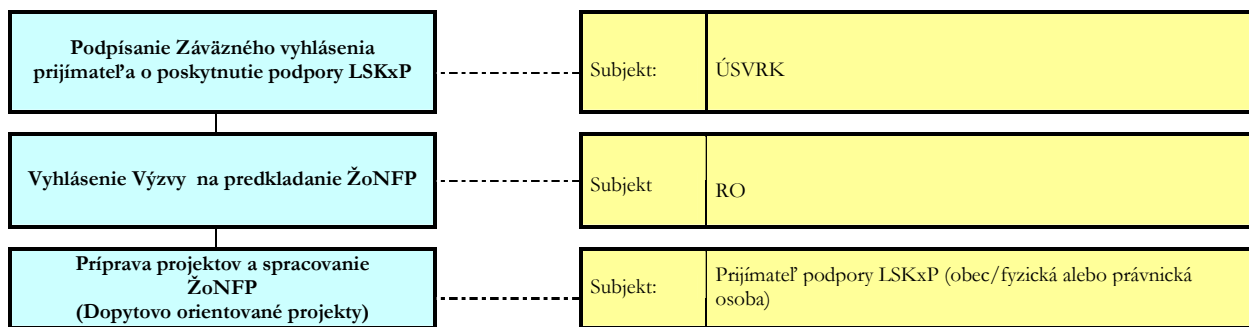 Podpísanie Záväzného vyhlásenia
prijímateľa o poskytnutie podpory LSKxP
Subjekt:
ÚSVRK
Vyhlásenie Výzvy na predkladanie ŽoNFP
Subjekt
RO
Príprava projektov a spracovanie
ŽoNFP
(Dopytovo orientované projekty)
Subjekt:
Prijímateľ podpory LSKxP (obec/fyzická alebo právnická
osoba)